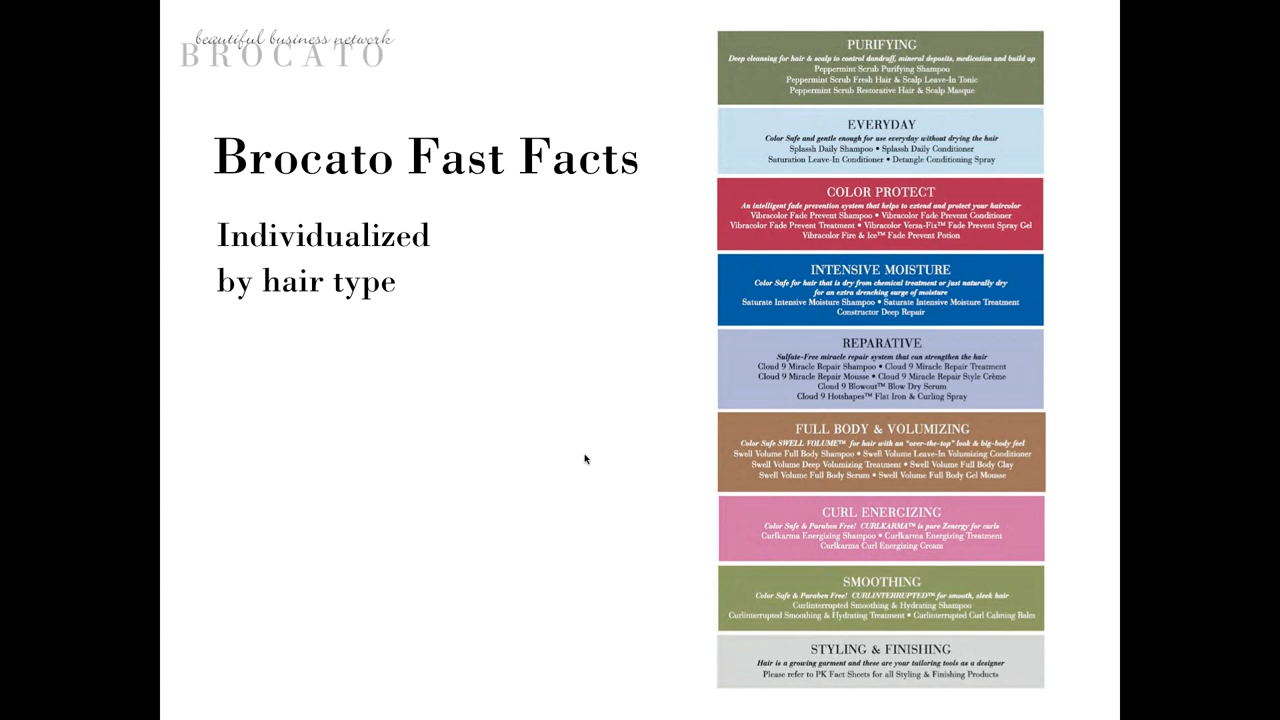 beautiful business network
BROCATO
Brocato Fast Facts
Individualized
by hair type
PURIFYING
Deep cleansing for hair & scalp to control dandruff, mineral deposits, medication and build up
Peppermint Scrub Purifying Shampoo
Peppermint Scrub Fresh Hair & Scalp Leave-In Tonic
Peppermint Scrub Restorative Hair & Scalp Masque
EVERYDAY
Color Safe and gentle enough for use everyday without drying the hair
Splassh Daily Shampoo • Splassh Daily Conditioner
Saturation Leave-In Conditioner • Detangle Conditioning Spray
COLOR PROTECT
An intelligent fade prevention system that helps to extend and protect your haircolor
Vibracolor Fade Prevent Shampoo • Vibracolor Fade Prevent Conditioner
Vibracolor Fade Prevent Treatment • Vibracolor Versa-Fix™ Fade Prevent Spray Gel
Vibracolor Fire & Ice™ Fade Prevent Potion
INTENSIVE MOISTURE
Color Safe for hair that is dry from chemical treatment or just naturally dry
for an extra drenching surge of moisture
Saturate Intensive Moisture Shampoo • Saturate Intensive Moisture Treatment
Constructor Deep Repair
REPARATIVE
Sulfate-Free miracle repair system that can strengthen the hair
Cloud 9 Miracle Repair Shampoo • Cloud 9 Miracle Repair Treatment
Cloud 9 Miracle Repair Mousse • Cloud 9 Miracle Repair Style Crème
Cloud 9 Blowout™ Blow Dry Serum
Cloud 9 Hotshapes™ Flat Iron & Curling Spray
FULL BODY & VOLUMIZING
Color Safe SWELL VOLUME™ for hair with an "over-the-top" look & big-body feel
Swell Volume Full Body Shampoo • Swell Volume Leave-In Volumizing Conditioner
Swell Volume Deep Volumizing Treatment • Swell Volume Full Body Clay
Swell Volume Full Body Serum • Swell Volume Full Body Gel Mousse
CURL ENERGIZING
Color Safe & Paraben Free! CURLKARMA™ is pure Zenergy for curls
Curlkarma Energizing Shampoo • Curlkarma Energizing Treatment
Curlkarma Curl Energizing Cream
SMOOTHING
Color Safe & Paraben Free! CURLINTERRUPTED™ for smooth, sleek hair
Curlinterrupted Smoothing & Hydrating Shampoo
Curlinterrupted Smoothing & Hydrating Treatment • Curlinterrupted Curl Calming Balm
STYLING & FINISHING
Hair is a growing garment and these are your tailoring tools as a designer
Please refer to PK Fact Sheets for all Styling & Finishing Products